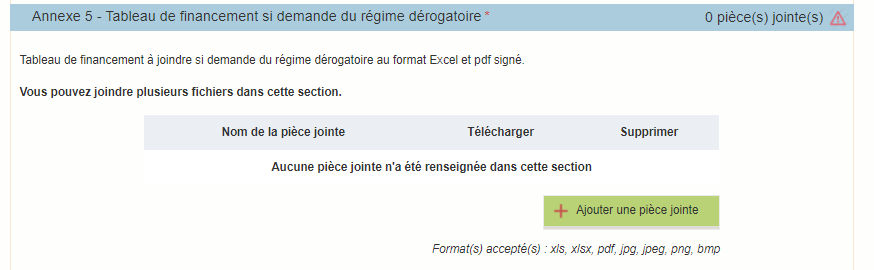 Annexe 5 - Tableau de financement si demande du régime dérogatoire * 0 pièce(s) jointe(s)
Tableau de financement à joindre si demande du régime dérogatoire au format Excel et pdf signé.
Vous pouvez joindre plusieurs fichiers dans cette section.
Nom de la pièce jointe Télécharger Supprimer
Aucune pièce jointe n'a été renseignée dans cette section
Ajouter une pièce jointe
Format(s) accepté(s) : xls, xlsx, pdf, jpg, jpeg, png, bmp